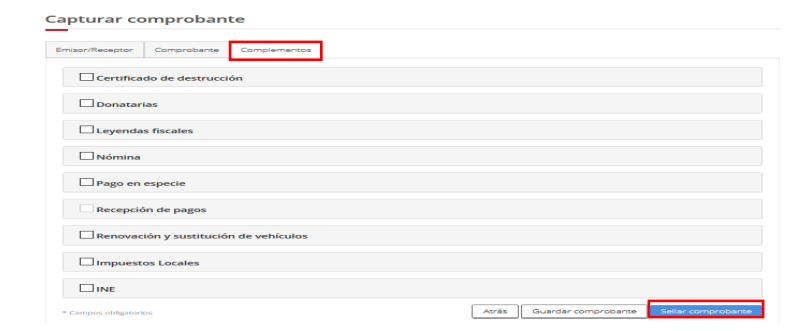 Capturar comprobante
Emisor/Receptor Comprobante Complementos
Certificado de destrucción
Donatarias
Leyendas fiscales
Nómina
Pago en especie
Recepción de pagos
Renovación y sustitución de vehículos
Impuestos Locales
INE
* Campos obligatorios Atrás Guardar comprobante Sellar comprobante